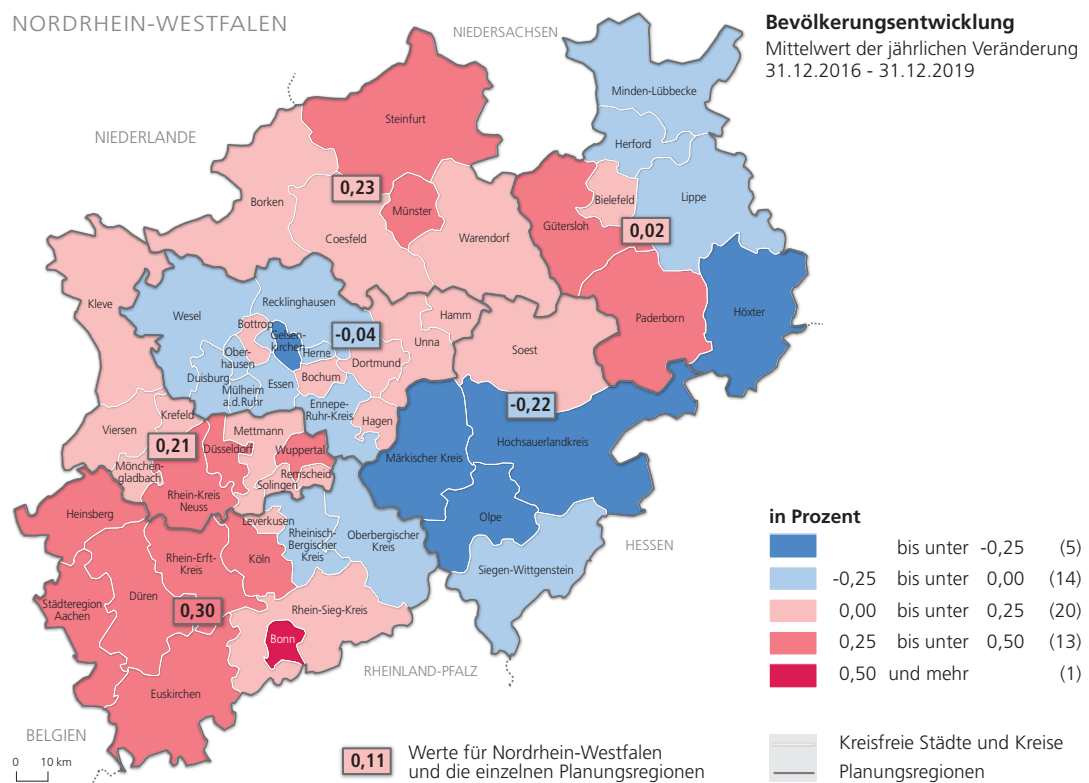 NORDRHEIN-WESTFALEN
Bevölkerungsentwicklung
Mittelwert der jährlichen Veränderung
31.12.2016 - 31.12.2019
NIEDERSACHSEN
Minden-Lübbecke
Steinfurt
NIEDERLANDE
Herford
0,23
Borken
Münster
Bielefeld
Lippe
Gütersloh
0,02
Coesfeld
Warendorf
Kleve
Recklinghausen
Wesel
Hamm
Paderborn
Höxter
Bottrop
Gelsen-
kirchen
-0,04
Unna
Soest
Ober-
hausen
Herne
Dortmund
Duisburg
Essen
Bochum
Mülheim
a.d.Ruhr
Ennepe-
Ruhr-Kreis
-0,22
Krefeld
Viersen
Mettmann
Hagen
0,21
Düsseldorf
Wuppertal
Hochsauerlandkreis
Märkischer Kreis
Mönchen-
gladbach
Remscheid
Solingen
Rhein-Kreis
Neuss
Heinsberg
Leverkusen
Olpe
Rheinisch-
Bergischer
Kreis
Oberbergischer
Kreis
HESSEN
Rhein-Erft-
Kreis
Köln
Siegen-Wittgenstein
Düren
Städteregion
Aachen
0,30
Rhein-Sieg-Kreis
Bonn
RHEINLAND-PFALZ
Euskirchen
BELGIEN
0 10 km
0,11 Werte für Nordrhein-Westfalen
und die einzelnen Planungsregionen
in Prozent
bis unter -0,25 (5)
-0,25 bis unter 0,00 (14)
0,00 bis unter 0,25 (20)
0,25 bis unter 0,50 (13)
0,50 und mehr (1)
Kreisfreie Städte und Kreise
Planungsregionen